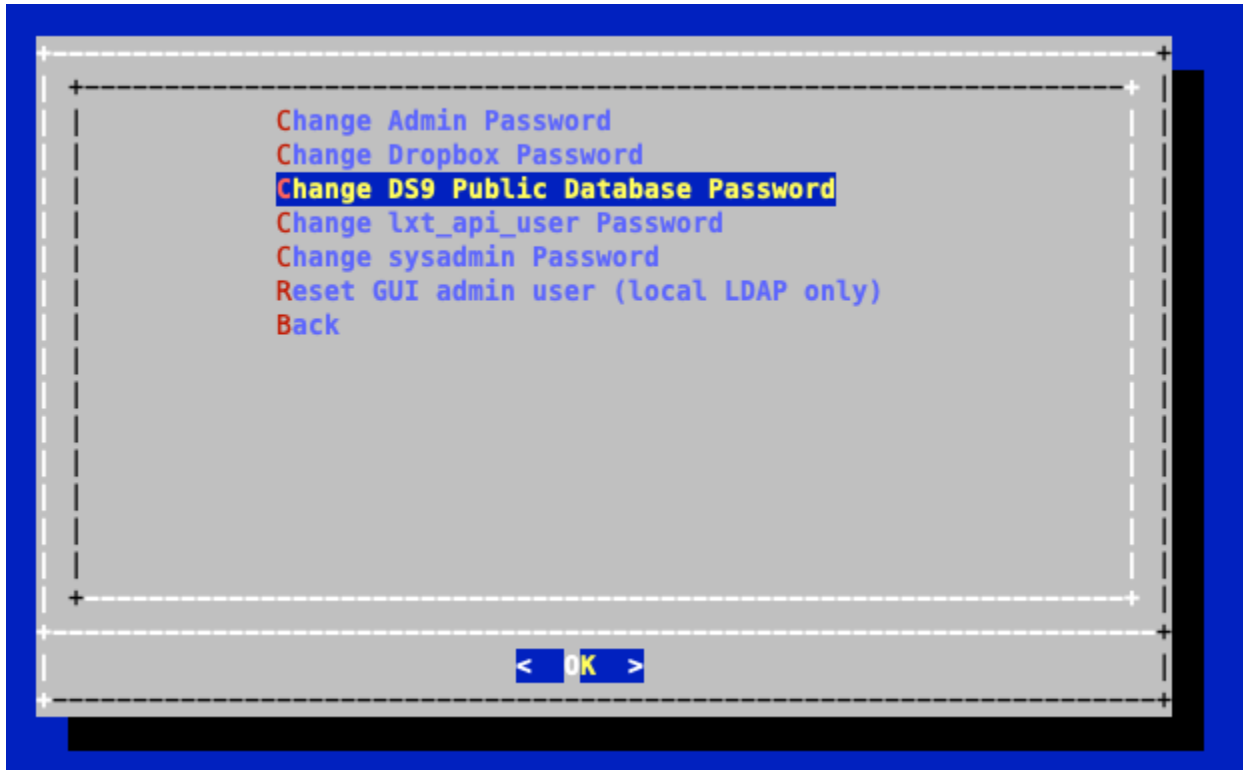 Change Admin Password
Change Dropbox Password
Change DS9 Public Database Password
Change lxt_api_user Password
Change sysadmin Password
Reset GUI admin user (local LDAP only)
Back
< OK >